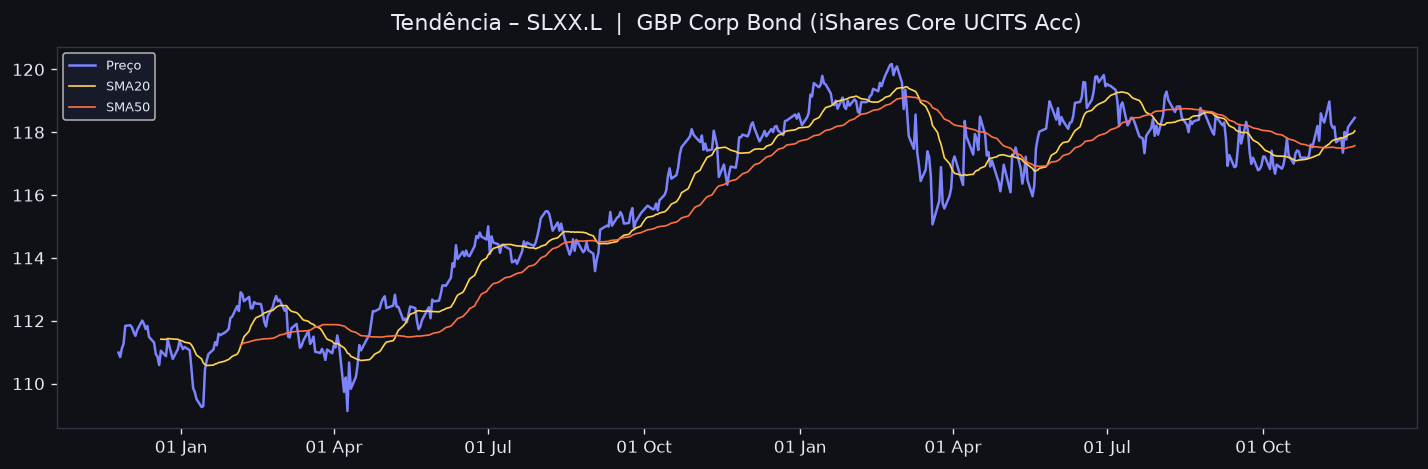 Tendência – SLXX.L | GBP Corp Bond (iShares Core UCITS Acc)
Preço
SMA20
SMA50
120
118
116
114
112
110
01 Jan
01 Apr
01 Jul
01 Oct
01 Jan
01 Apr
01 Jul
01 Oct